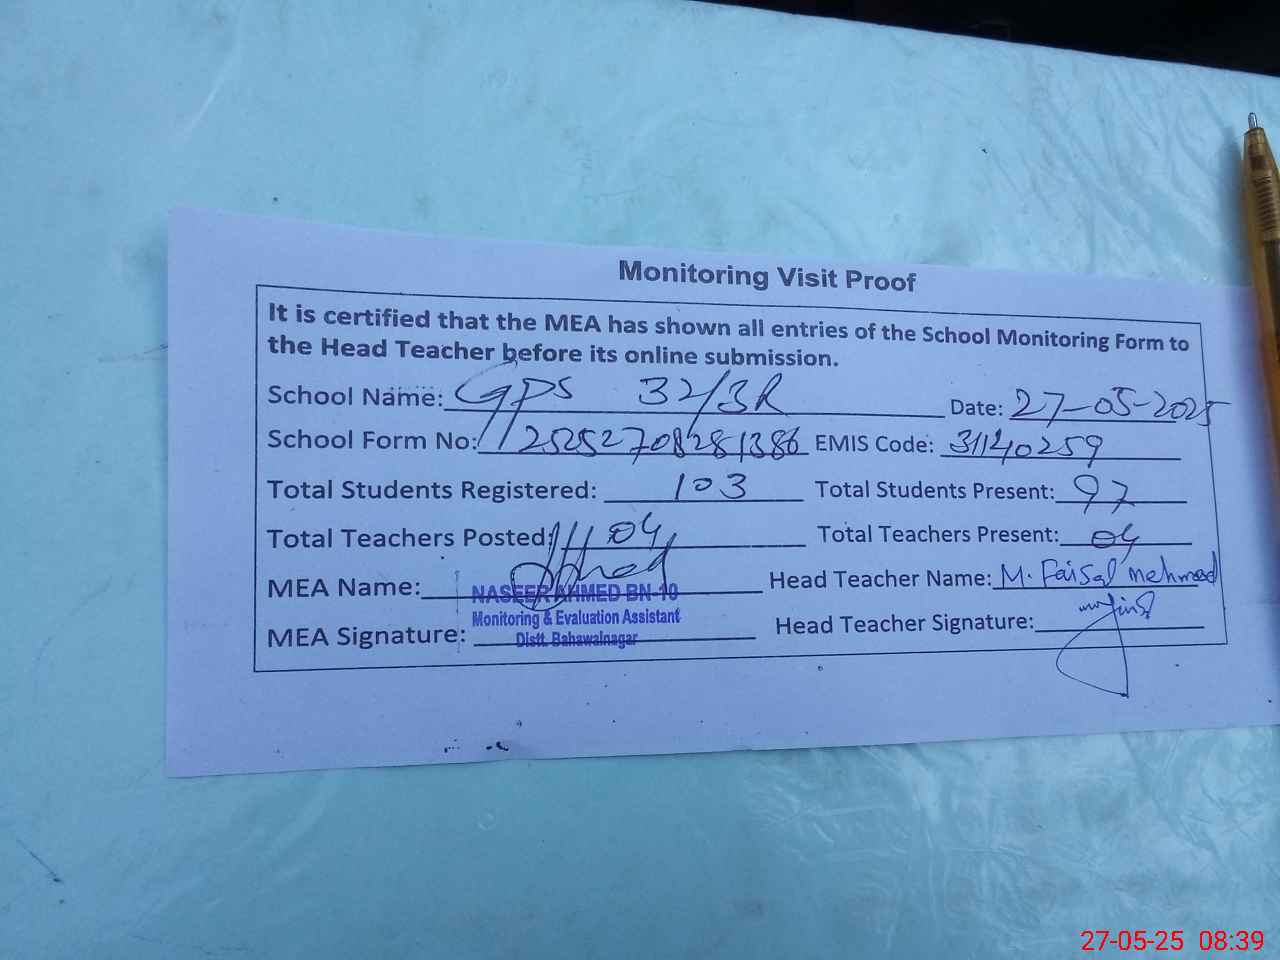 Monitoring Visit Proof
It is certified that the MEA has shown all entries of the School Monitoring Form to
the Head Teacher before its online submission.
School Name: GPS 32/3R Date: 27-05-2025
School Form No: 25252708281386 EMIS Code: 31140259
Total Students Registered: 103 Total Students Present: 97
Total Teachers Posted: 04 Total Teachers Present: 04
MEA Name: NASEER AHMED BN-10 Head Teacher Name: M. Faisal Mehmood
Monitoring & Evaluation Assistant
MEA Signature: Distt. Bahawalnagar Head Teacher Signature:
27-05-25 08:39